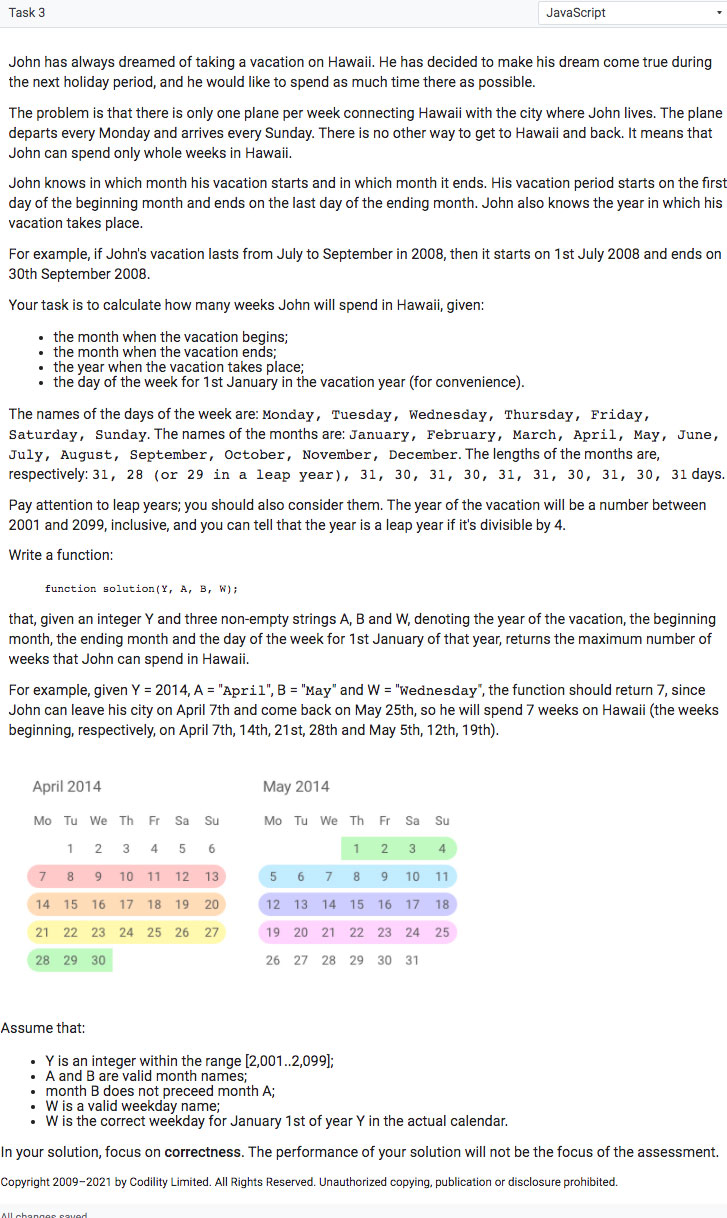 Task 3
JavaScript
John has always dreamed of taking a vacation on Hawaii. He has decided to make his dream come true during
the next holiday period, and he would like to spend as much time there as possible.
The problem is that there is only one plane per week connecting Hawaii with the city where John lives. The plane
departs every Monday and arrives every Sunday. There is no other way to get to Hawaii and back. It means that
John can spend only whole weeks in Hawaii.
John knows in which month his vacation starts and in which month it ends. His vacation period starts on the first
day of the beginning month and ends on the last day of the ending month. John also knows the year in which his
vacation takes place.
For example, if John's vacation lasts from July to September in 2008, then it starts on 1st July 2008 and ends on
30th September 2008.
Your task is to calculate how many weeks John will spend in Hawaii, given:
• the month when the vacation begins;
• the month when the vacation ends;
• the year when the vacation takes place;
• the day of the week for 1st January in the vacation year (for convenience).
The names of the days of the week are: Monday, Tuesday, Wednesday, Thursday, Friday,
Saturday, Sunday. The names of the months are: January, February, March, April, May, June,
July, August, September, October, November, December. The lengths of the months are,
respectively: 31, 28 (or 29 in a leap year), 31, 30, 31, 30, 31, 31, 30, 31, 30, 31 days.
Pay attention to leap years; you should also consider them. The year of the vacation will be a number between
2001 and 2099, inclusive, and you can tell that the year is a leap year if it's divisible by 4.
Write a function:
function solution(Y, A, B, W);
that, given an integer Y and three non-empty strings A, B and W, denoting the year of the vacation, the beginning
month, the ending month and the day of the week for 1st January of that year, returns the maximum number of
weeks that John can spend in Hawaii.
For example, given Y = 2014, A = "April", B = "May" and W = "Wednesday", the function should return 7, since
John can leave his city on April 7th and come back on May 25th, so he will spend 7 weeks on Hawaii (the weeks
beginning, respectively, on April 7th, 14th, 21st, 28th and May 5th, 12th, 19th).
April 2014
Mo Tu We Th Fr Sa Su
1 2 3 4 5 6
7 8 9 10 11 12 13
14 15 16 17 18 19 20
21 22 23 24 25 26 27
28 29 30
May 2014
Mo Tu We Th Fr Sa Su
1 2 3 4
5 6 7 8 9 10 11
12 13 14 15 16 17 18
19 20 21 22 23 24 25
26 27 28 29 30 31
Assume that:
• Y is an integer within the range [2,001..2,099];
• A and B are valid month names;
• month B does not preceed month A;
• W is a valid weekday name;
• W is the correct weekday for January 1st of year Y in the actual calendar.
In your solution, focus on correctness. The performance of your solution will not be the focus of the assessment.
Copyright 2009–2021 by Codility Limited. All Rights Reserved. Unauthorized copying, publication or disclosure prohibited.
All changes saved